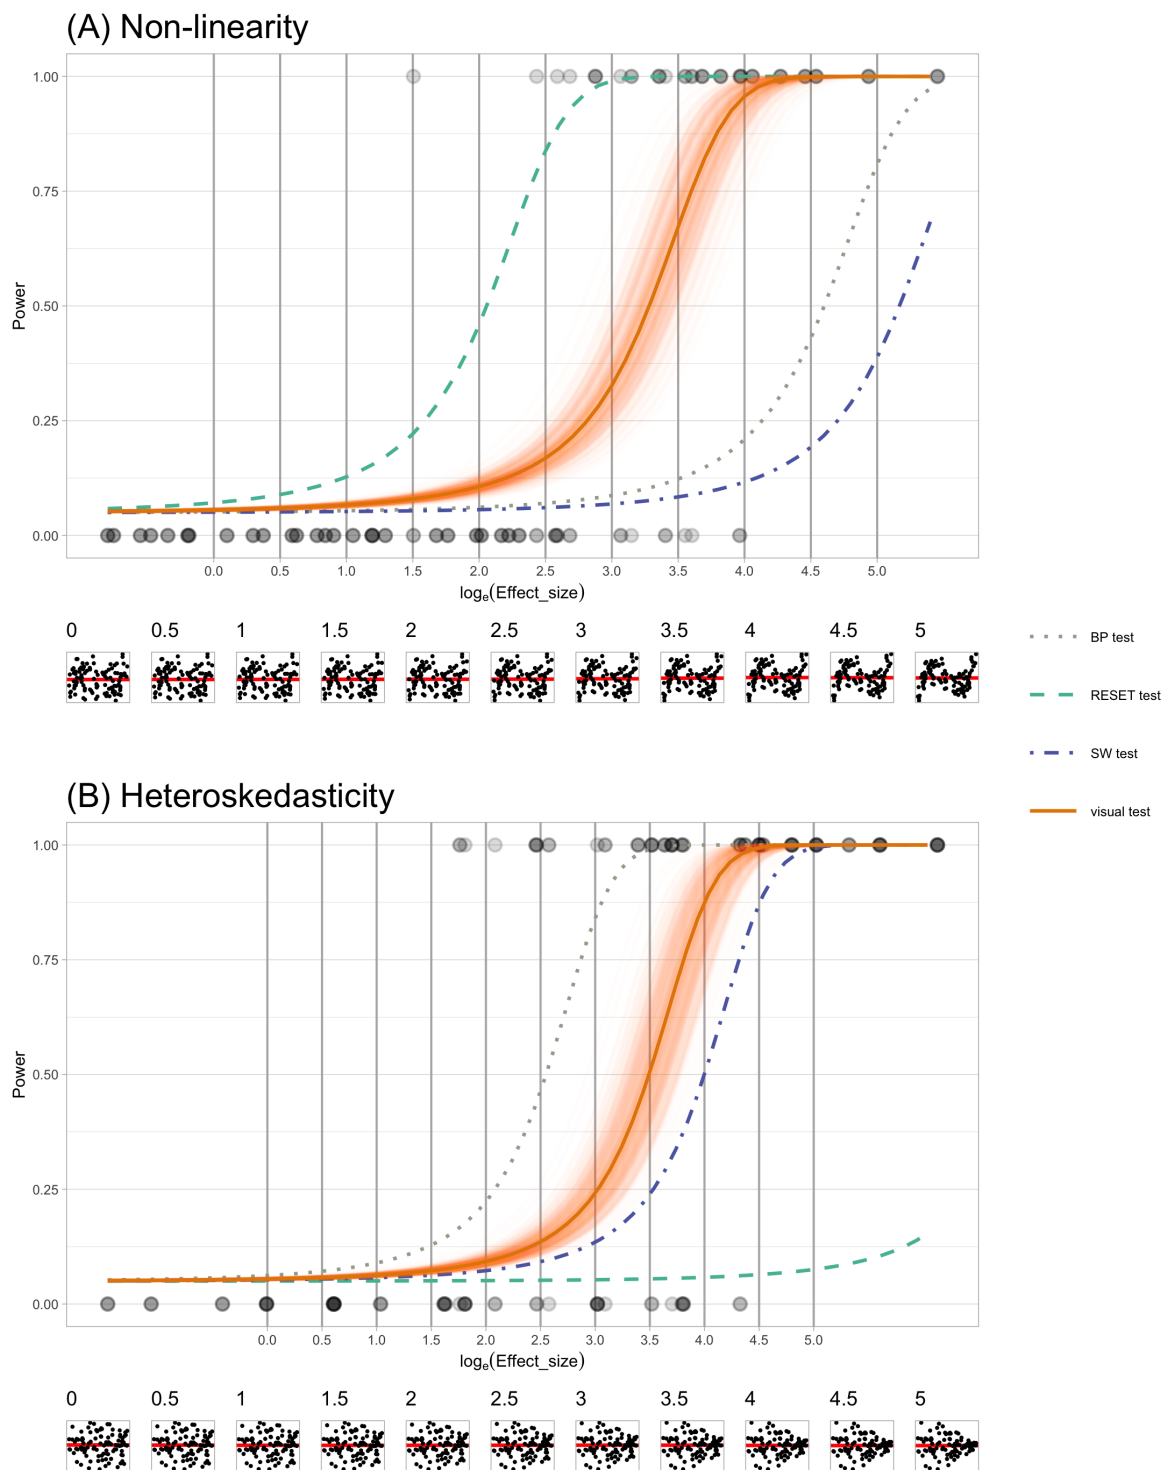 (A) Non-linearity
1.00
0.75
0.50
0.25
0.00
Power
0.0 0.5 1.0 1.5 2.0 2.5 3.0 3.5 4.0 4.5 5.0
logₑ(Effect_size)
0 0.5 1 1.5 2 2.5 3 3.5 4 4.5 5
BP test
RESET test
SW test
visual test
(B) Heteroskedasticity
1.00
0.75
0.50
0.25
0.00
Power
0.0 0.5 1.0 1.5 2.0 2.5 3.0 3.5 4.0 4.5 5.0
logₑ(Effect_size)
0 0.5 1 1.5 2 2.5 3 3.5 4 4.5 5